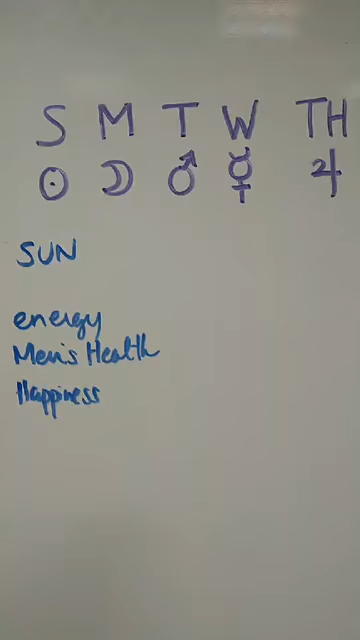 S M T W TH
☉ ☽ ♂ ☿ ♃
SUN
energy
Men's Health
Happiness